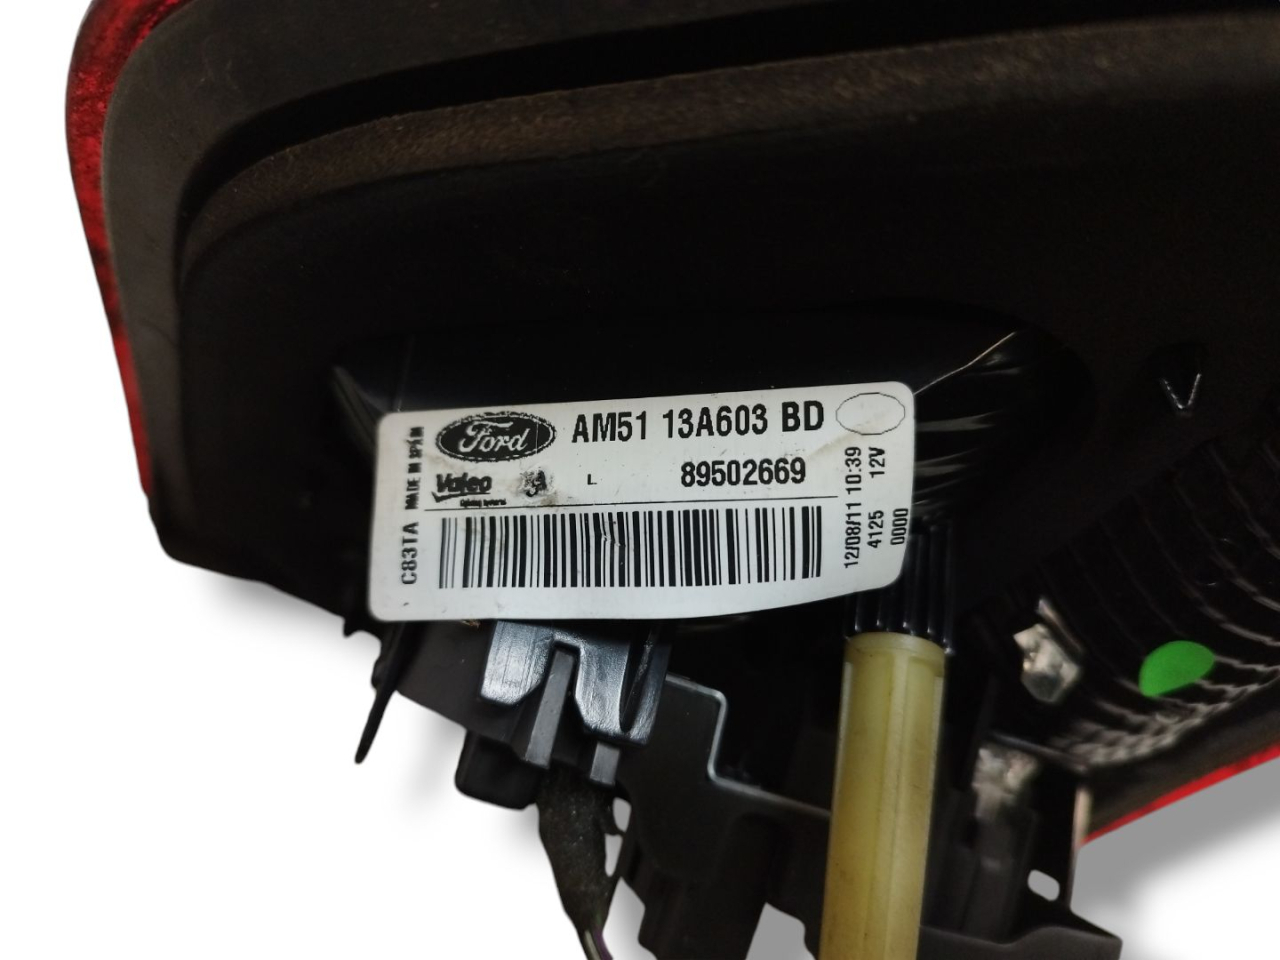 Ford AM51 13A603 BD
Valeo L 89502669
MADE IN SPAIN
C83TA
12/08/11 10:39
4125 12V
0000